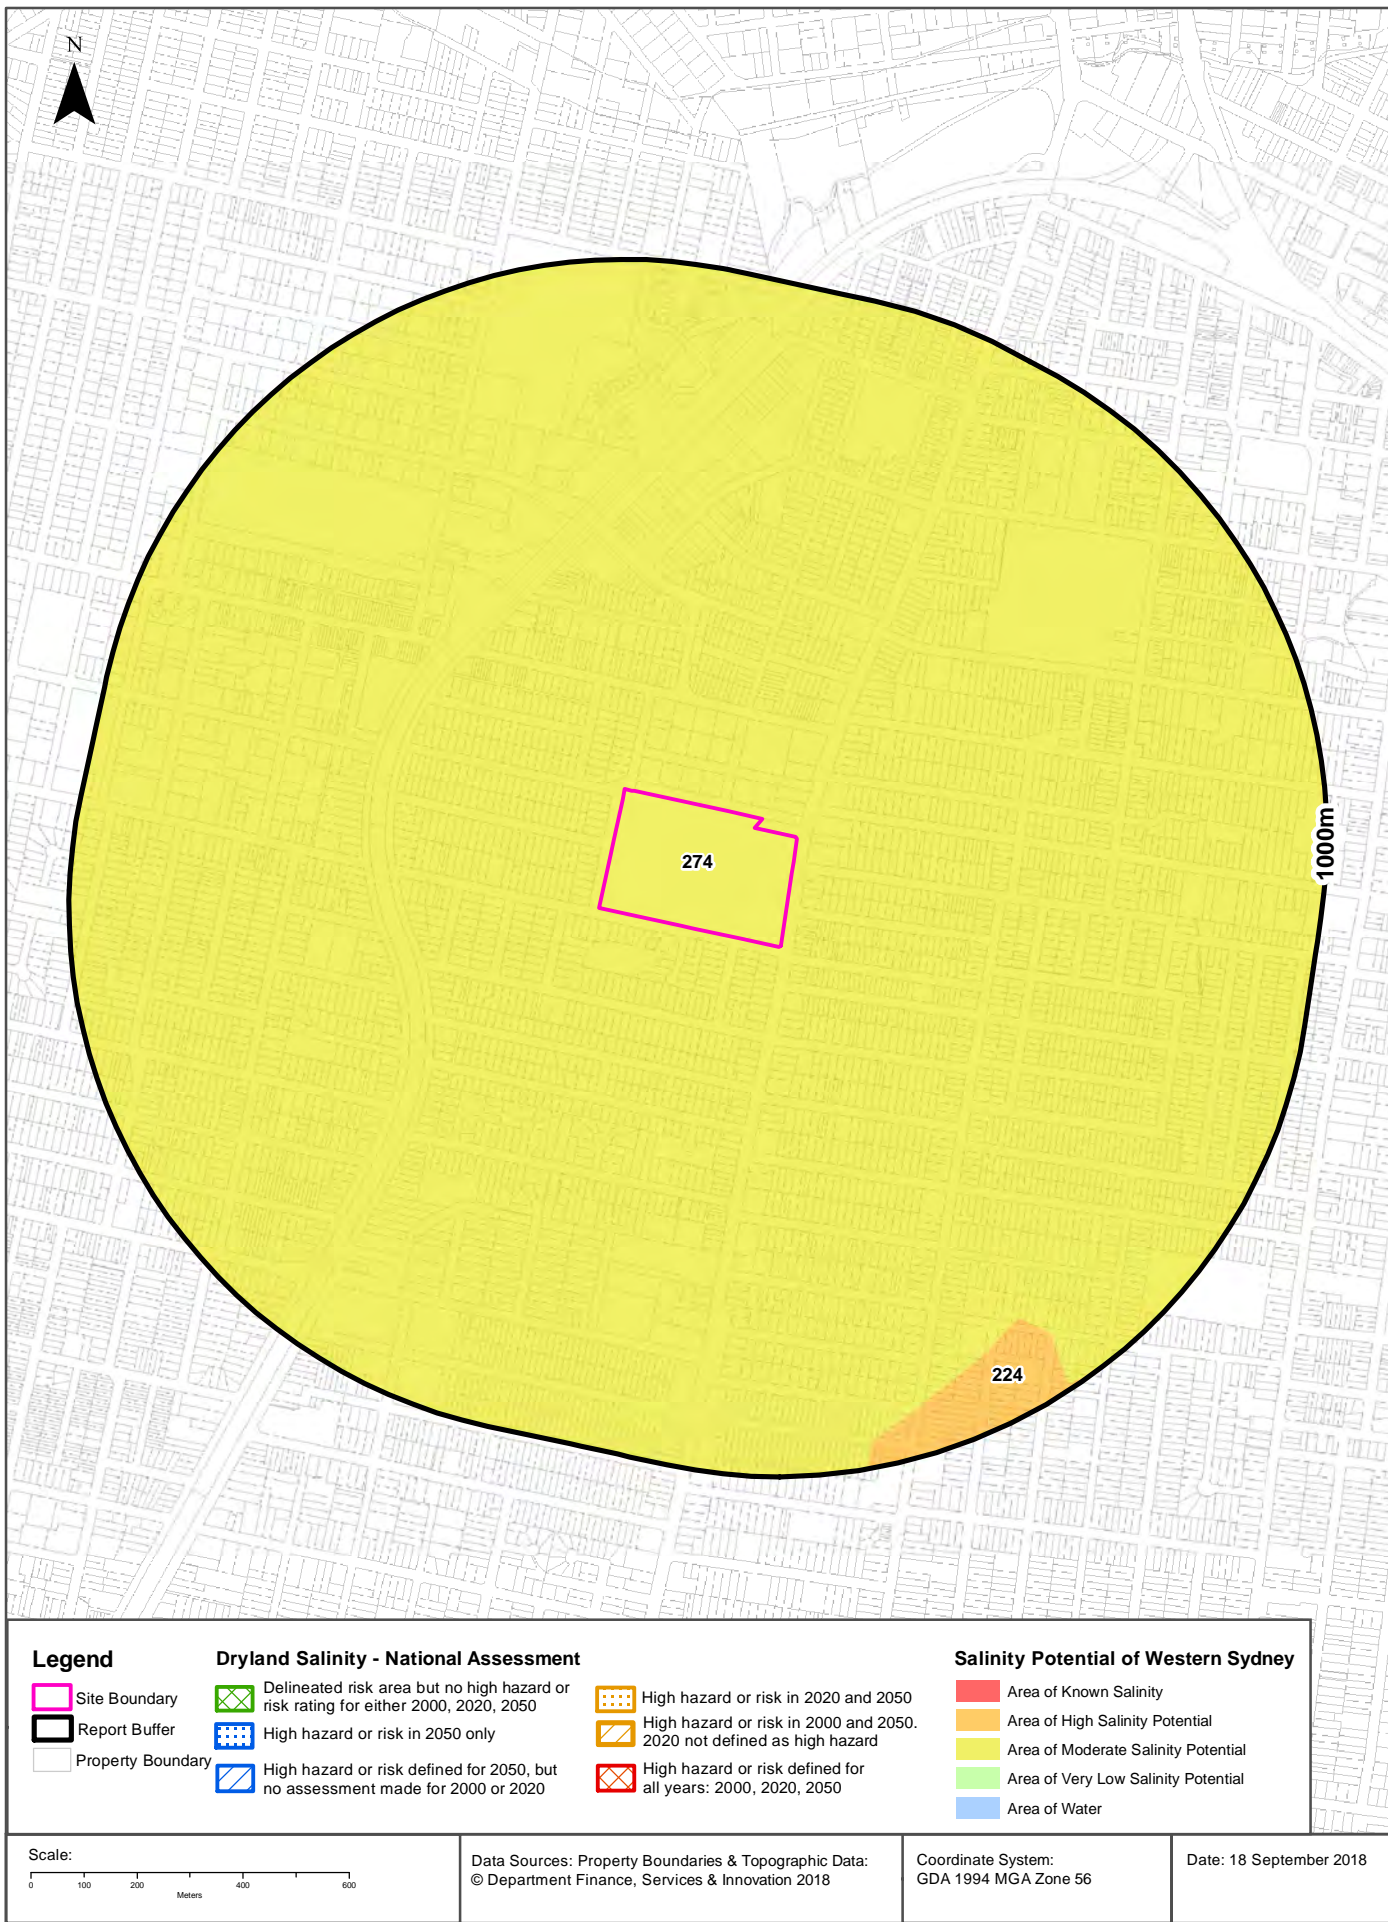 N
1000m
274
224
Legend
Site Boundary
Report Buffer
Property Boundary
Dryland Salinity - National Assessment
Delineated risk area but no high hazard or
risk rating for either 2000, 2020, 2050
High hazard or risk in 2050 only
High hazard or risk defined for 2050, but
no assessment made for 2000 or 2020
High hazard or risk in 2020 and 2050
High hazard or risk in 2000 and 2050.
2020 not defined as high hazard
High hazard or risk defined for
all years: 2000, 2020, 2050
Salinity Potential of Western Sydney
Area of Known Salinity
Area of High Salinity Potential
Area of Moderate Salinity Potential
Area of Very Low Salinity Potential
Area of Water
Scale:
0 100 200 400 600
Meters
Data Sources: Property Boundaries & Topographic Data:
© Department Finance, Services & Innovation 2018
Coordinate System:
GDA 1994 MGA Zone 56
Date: 18 September 2018